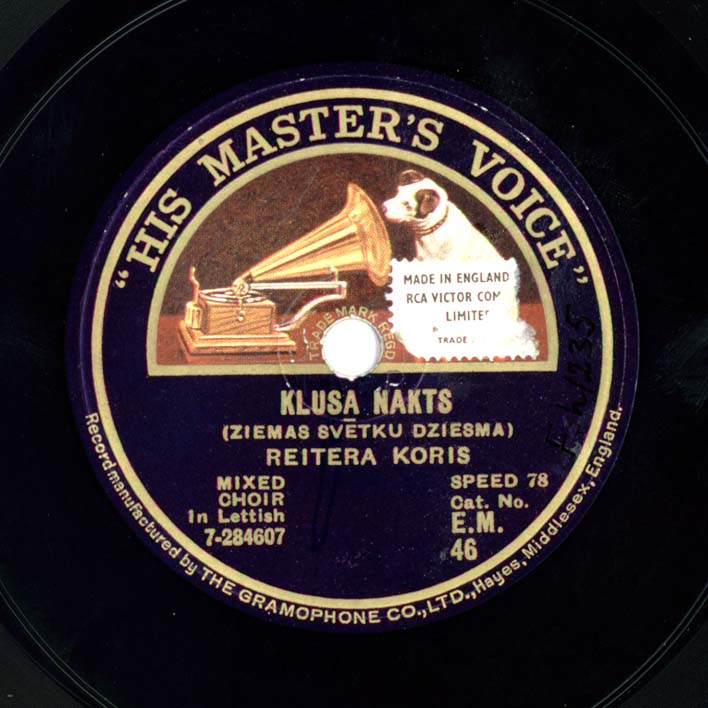 "HIS MASTER'S VOICE"
MADE IN ENGLAND
RCA VICTOR COM
LIMITE
TRADE
TRADE MARK REGD
KLUSĀ NAKTS
(ZIEMAS SVĒTKU DZIESMA)
REITERA KORIS
MIXED
CHOIR
In Lettish
7-284607
SPEED 78
Cat. No.
E.M.
46
Record manufactured by THE GRAMOPHONE CO., LTD., Hayes, Middlesex, England.